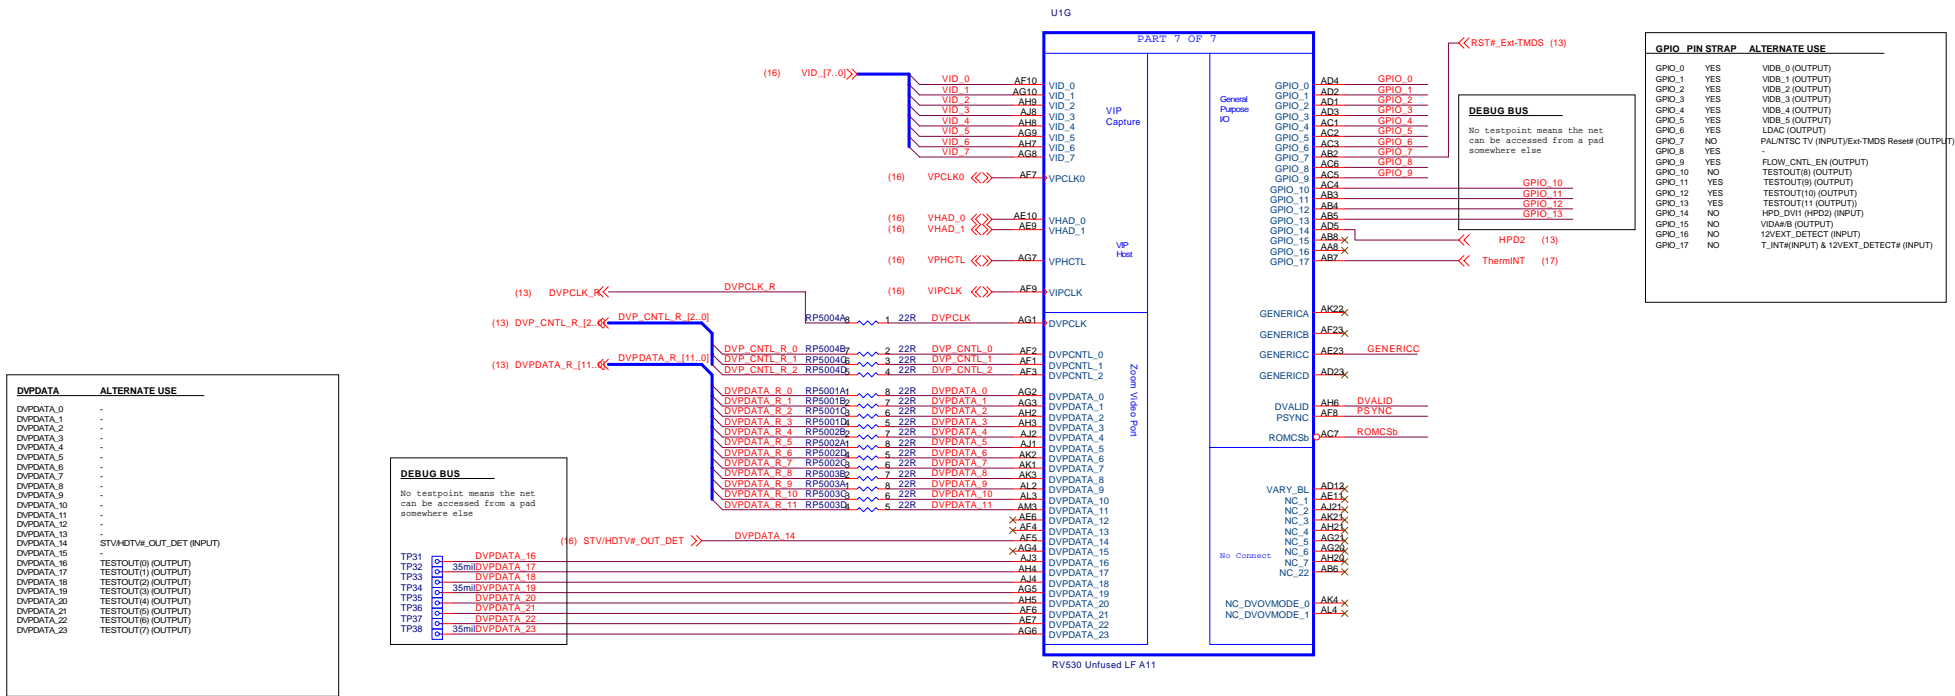 U1G
PART 7 OF 7
(16) VID_[7..0]
VID_0 AF10 VID_0
VID_1 AG10 VID_1
VID_2 AH9 VID_2
VID_3 AJ8 VID_3
VID_4 AH8 VID_4
VID_5 AG9 VID_5
VID_6 AH7 VID_6
VID_7 AG8 VID_7
(16) VPCLK0 AF7 VPCLK0
(16) VHAD_0 AE10 VHAD_0
(16) VHAD_1 AE9 VHAD_1
(16) VPHCTL AG7 VPHCTL
(16) VIPCLK AF9 VIPCLK
VIP
Capture
VIP
Host
Zoom Video Port
(13) DVPCLK_R DVPCLK_R RP5004A 8 1 22R DVPCLK AG1 DVPCLK
(13) DVP_CNTL_R_[2..0] DVP_CNTL_R_[2..0]
DVP_CNTL_R_0 RP5004B 7 2 22R DVP_CNTL_0 AF2 DVPCNTL_0
DVP_CNTL_R_1 RP5004C 6 3 22R DVP_CNTL_1 AF1 DVPCNTL_1
DVP_CNTL_R_2 RP5004D 5 4 22R DVP_CNTL_2 AF3 DVPCNTL_2
(13) DVPDATA_R_[11..0] DVPDATA_R_[11..0]
DVPDATA_R_0 RP5001A 1 8 22R DVPDATA_0 AG2 DVPDATA_0
DVPDATA_R_1 RP5001B 2 7 22R DVPDATA_1 AG3 DVPDATA_1
DVPDATA_R_2 RP5001C 3 6 22R DVPDATA_2 AH2 DVPDATA_2
DVPDATA_R_3 RP5001D 4 5 22R DVPDATA_3 AH3 DVPDATA_3
DVPDATA_R_4 RP5002B 2 7 22R DVPDATA_4 AJ2 DVPDATA_4
DVPDATA_R_5 RP5002A 1 8 22R DVPDATA_5 AJ1 DVPDATA_5
DVPDATA_R_6 RP5002D 4 5 22R DVPDATA_6 AK2 DVPDATA_6
DVPDATA_R_7 RP5002C 3 6 22R DVPDATA_7 AK1 DVPDATA_7
DVPDATA_R_8 RP5003B 2 7 22R DVPDATA_8 AK3 DVPDATA_8
DVPDATA_R_9 RP5003A 1 8 22R DVPDATA_9 AL2 DVPDATA_9
DVPDATA_R_10 RP5003C 3 6 22R DVPDATA_10 AL3 DVPDATA_10
DVPDATA_R_11 RP5003D 4 5 22R DVPDATA_11 AM3 DVPDATA_11
AE6 DVPDATA_12
AF4 DVPDATA_13
(16) STV/HDTV#_OUT_DET DVPDATA_14 AF5 DVPDATA_14
AG4 DVPDATA_15
TP31 DVPDATA_16 AJ3 DVPDATA_16
TP32 35mil DVPDATA_17 AH4 DVPDATA_17
TP33 DVPDATA_18 AJ4 DVPDATA_18
TP34 35mil DVPDATA_19 AG5 DVPDATA_19
TP35 DVPDATA_20 AH5 DVPDATA_20
TP36 DVPDATA_21 AF6 DVPDATA_21
TP37 DVPDATA_22 AE7 DVPDATA_22
TP38 35mil DVPDATA_23 AG6 DVPDATA_23
DEBUG BUS
No testpoint means the net
can be accessed from a pad
somewhere else
DVPDATA ALTERNATE USE
DVPDATA_0 -
DVPDATA_1 -
DVPDATA_2 -
DVPDATA_3 -
DVPDATA_4 -
DVPDATA_5 -
DVPDATA_6 -
DVPDATA_7 -
DVPDATA_8 -
DVPDATA_9 -
DVPDATA_10 -
DVPDATA_11 -
DVPDATA_12 -
DVPDATA_13 -
DVPDATA_14 STV/HDTV#_OUT_DET (INPUT)
DVPDATA_15 -
DVPDATA_16 TESTOUT(0) (OUTPUT)
DVPDATA_17 TESTOUT(1) (OUTPUT)
DVPDATA_18 TESTOUT(2) (OUTPUT)
DVPDATA_19 TESTOUT(3) (OUTPUT)
DVPDATA_20 TESTOUT(4) (OUTPUT)
DVPDATA_21 TESTOUT(5) (OUTPUT)
DVPDATA_22 TESTOUT(6) (OUTPUT)
DVPDATA_23 TESTOUT(7) (OUTPUT)
General
Purpose
I/O
GPIO_0 AD4 GPIO_0
GPIO_1 AD2 GPIO_1
GPIO_2 AD1 GPIO_2
GPIO_3 AD3 GPIO_3
GPIO_4 AC1 GPIO_4
GPIO_5 AC2 GPIO_5
GPIO_6 AC3 GPIO_6
GPIO_7 AB2 GPIO_7
GPIO_8 AC6 GPIO_8
GPIO_9 AC5 GPIO_9
GPIO_10 AC4 GPIO_10
GPIO_11 AB3 GPIO_11
GPIO_12 AB4 GPIO_12
GPIO_13 AB5 GPIO_13
GPIO_14 AD5
GPIO_15 AB8
GPIO_16 AA8
GPIO_17 AB7
RST#_Ext-TMDS (13)
HPD2 (13)
ThermINT (17)
GENERICA AK22
GENERICB AF23
GENERICC AE23 GENERICC
GENERICD AD23
DVALID AH6 DVALID
PSYNC AF8 PSYNC
ROMCSb AC7 ROMCSb
No Connect
VARY_BL AD12
NC_1 AE11
NC_2 AJ21
NC_3 AK21
NC_4 AH21
NC_5 AG21
NC_6 AG20
NC_7 AH20
NC_22 AB6
NC_DVOVMODE_0 AK4
NC_DVOVMODE_1 AL4
RV530 Unfused LF A11
DEBUG BUS
No testpoint means the net
can be accessed from a pad
somewhere else
GPIO PIN STRAP ALTERNATE USE
GPIO_0 YES VIDB_0 (OUTPUT)
GPIO_1 YES VIDB_1 (OUTPUT)
GPIO_2 YES VIDB_2 (OUTPUT)
GPIO_3 YES VIDB_3 (OUTPUT)
GPIO_4 YES VIDB_4 (OUTPUT)
GPIO_5 YES VIDB_5 (OUTPUT)
GPIO_6 YES LDAC (OUTPUT)
GPIO_7 NO PAL/NTSC TV (INPUT)/Ext-TMDS Reset# (OUTPUT)
GPIO_8 YES -
GPIO_9 YES FLOW_CNTL_EN (OUTPUT)
GPIO_10 NO TESTOUT(8) (OUTPUT)
GPIO_11 YES TESTOUT(9) (OUTPUT)
GPIO_12 YES TESTOUT(10) (OUTPUT)
GPIO_13 YES TESTOUT(11 (OUTPUT))
GPIO_14 NO HPD_DVI1 (HPD2) (INPUT)
GPIO_15 NO VIDA#/B (OUTPUT)
GPIO_16 NO 12VEXT_DETECT (INPUT)
GPIO_17 NO T_INT#(INPUT) & 12VEXT_DETECT# (INPUT)